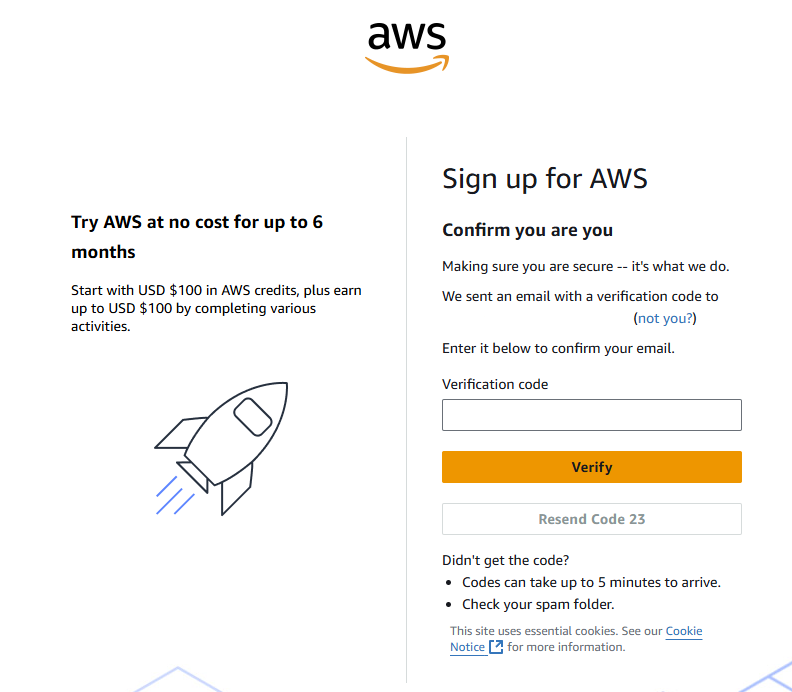 aws
Try AWS at no cost for up to 6
months
Start with USD $100 in AWS credits, plus earn
up to USD $100 by completing various
activities.
Sign up for AWS
Confirm you are you
Making sure you are secure -- it's what we do.
We sent an email with a verification code to
(not you?)
Enter it below to confirm your email.
Verification code
Verify
Resend Code 23
Didn't get the code?
• Codes can take up to 5 minutes to arrive.
• Check your spam folder.
This site uses essential cookies. See our Cookie
Notice for more information.